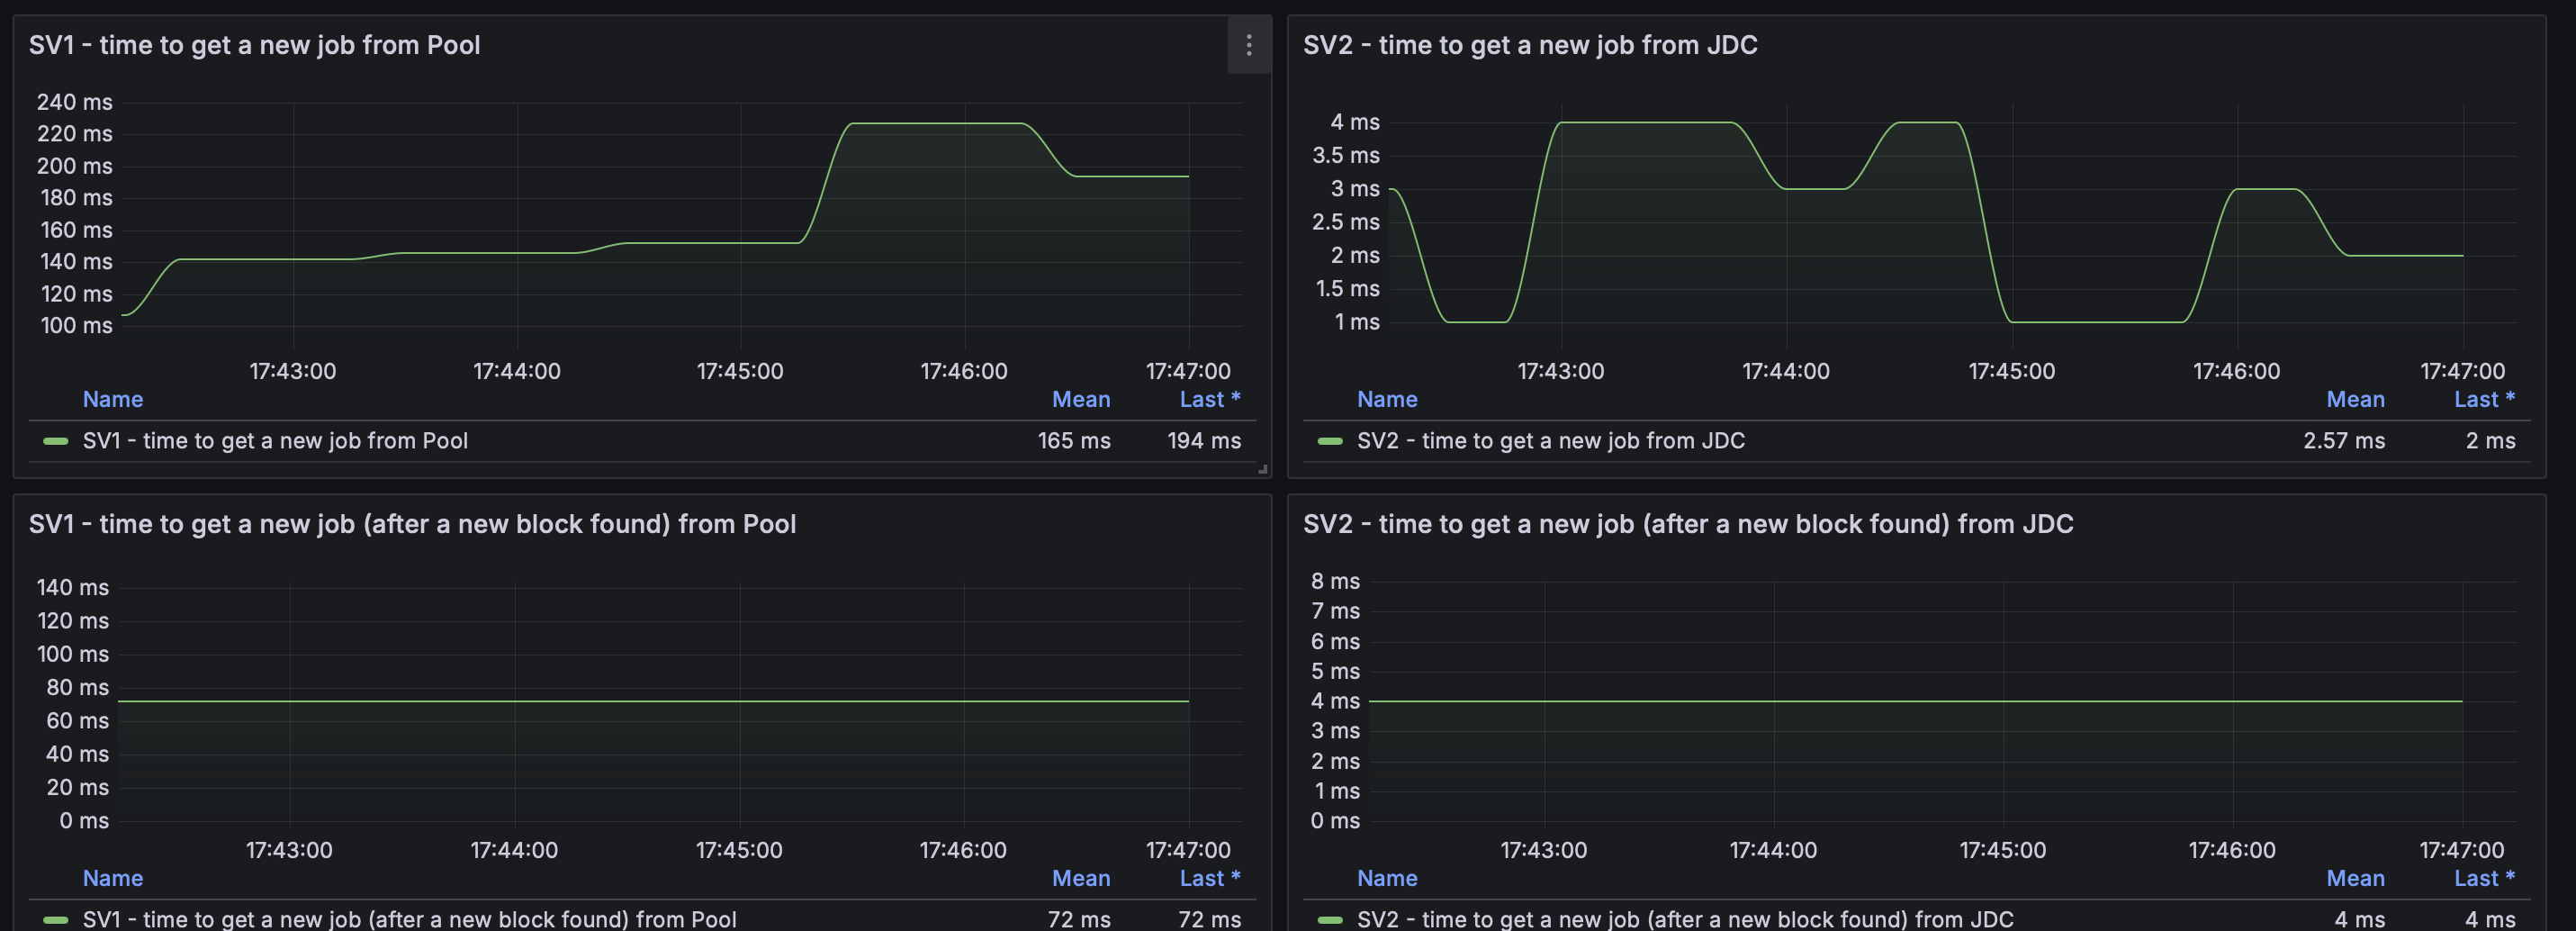 SV1 - time to get a new job from Pool
240 ms
220 ms
200 ms
180 ms
160 ms
140 ms
120 ms
100 ms
17:43:00 17:44:00 17:45:00 17:46:00 17:47:00
Name Mean Last *
SV1 - time to get a new job from Pool 165 ms 194 ms
SV2 - time to get a new job from JDC
4 ms
3.5 ms
3 ms
2.5 ms
2 ms
1.5 ms
1 ms
17:43:00 17:44:00 17:45:00 17:46:00 17:47:00
Name Mean Last *
SV2 - time to get a new job from JDC 2.57 ms 2 ms
SV1 - time to get a new job (after a new block found) from Pool
140 ms
120 ms
100 ms
80 ms
60 ms
40 ms
20 ms
0 ms
17:43:00 17:44:00 17:45:00 17:46:00 17:47:00
Name Mean Last *
SV1 - time to get a new job (after a new block found) from Pool 72 ms 72 ms
SV2 - time to get a new job (after a new block found) from JDC
8 ms
7 ms
6 ms
5 ms
4 ms
3 ms
2 ms
1 ms
0 ms
17:43:00 17:44:00 17:45:00 17:46:00 17:47:00
Name Mean Last *
SV2 - time to get a new job (after a new block found) from JDC 4 ms 4 ms